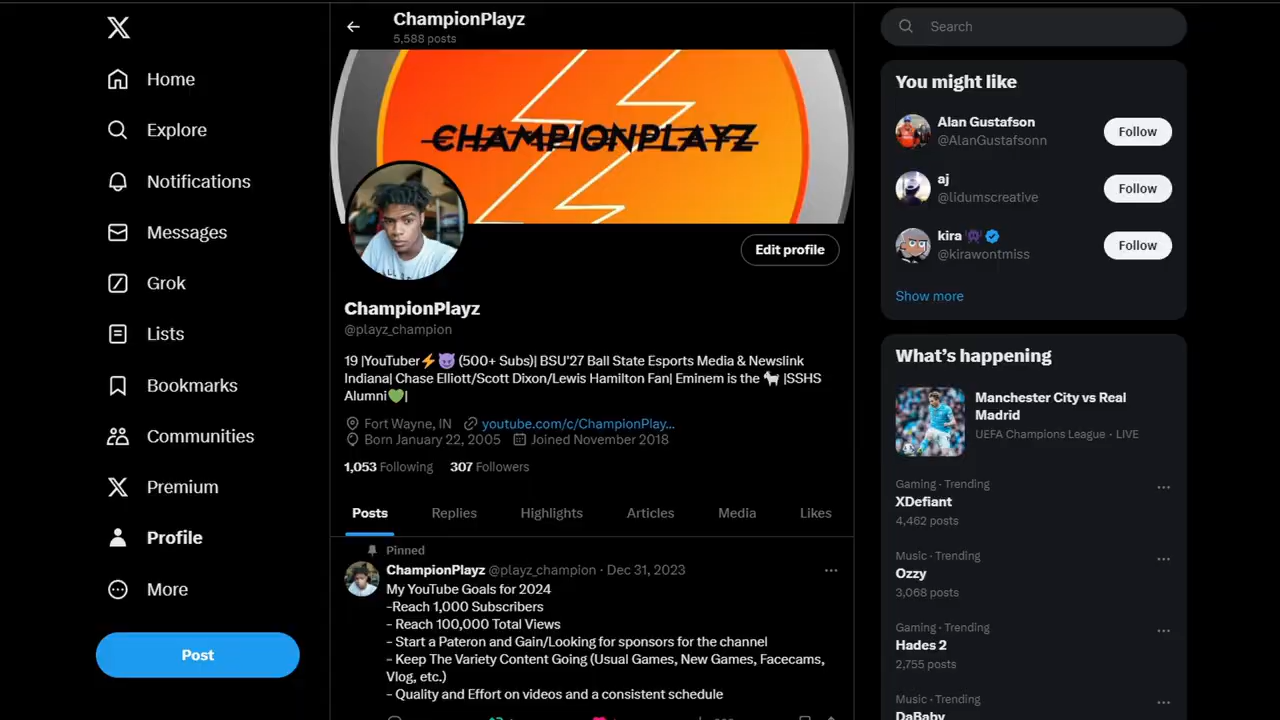 Home
Explore
Notifications
Messages
Grok
Lists
Bookmarks
Communities
Premium
Profile
More
Post
ChampionPlayz
5,588 posts
CHAMPIONPLAYZ
Edit profile
ChampionPlayz
@playz_champion
19 |YouTuber⚡😈 (500+ Subs)| BSU'27 Ball State Esports Media & Newslink
Indiana| Chase Elliott/Scott Dixon/Lewis Hamilton Fan| Eminem is the 🐐 |SSHS
Alumni💚|
Fort Wayne, IN youtube.com/c/ChampionPlay...
Born January 22, 2005 Joined November 2018
1,053 Following 307 Followers
Posts Replies Highlights Articles Media Likes
Pinned
ChampionPlayz @playz_champion · Dec 31, 2023
My YouTube Goals for 2024
-Reach 1,000 Subscribers
- Reach 100,000 Total Views
- Start a Pateron and Gain/Looking for sponsors for the channel
- Keep The Variety Content Going (Usual Games, New Games, Facecams,
Vlog, etc.)
- Quality and Effort on videos and a consistent schedule
Search
You might like
Alan Gustafson
@AlanGustafsonn
Follow
aj
@lidumscreative
Follow
kira
@kirawontmiss
Follow
Show more
What's happening
Manchester City vs Real
Madrid
UEFA Champions League · LIVE
Gaming · Trending
XDefiant
4,462 posts
Music · Trending
Ozzy
3,068 posts
Gaming · Trending
Hades 2
2,755 posts
Music · Trending
DaBaby